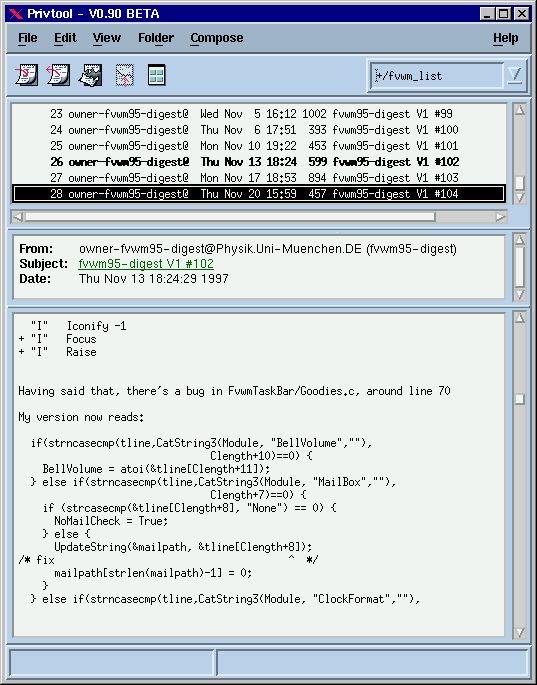 Privtool - V0.90 BETA
File Edit View Folder Compose Help
+/fvwm_list
23 owner-fvwm95-digest@ Wed Nov 5 16:12 1002 fvwm95-digest V1 #99
24 owner-fvwm95-digest@ Thu Nov 6 17:51 393 fvwm95-digest V1 #100
25 owner-fvwm95-digest@ Mon Nov 10 19:22 453 fvwm95-digest V1 #101
26 owner-fvwm95-digest@ Thu Nov 13 18:24 599 fvwm95-digest V1 #102
27 owner-fvwm95-digest@ Mon Nov 17 18:53 894 fvwm95-digest V1 #103
28 owner-fvwm95-digest@ Thu Nov 20 15:59 457 fvwm95-digest V1 #104
From: owner-fvwm95-digest@Physik.Uni-Muenchen.DE (fvwm95-digest)
Subject: fvwm95-digest V1 #102
Date: Thu Nov 13 18:24:29 1997
"I" Iconify -1
+ "I" Focus
+ "I" Raise
Having said that, there's a bug in FvwmTaskBar/Goodies.c, around line 70
My version now reads:
if(strncasecmp(tline,CatString3(Module, "BellVolume",""),
Clength+10)==0) {
BellVolume = atoi(&tline[Clength+11]);
} else if(strncasecmp(tline,CatString3(Module, "MailBox",""),
Clength+7)==0) {
if (strcasecmp(&tline[Clength+8], "None") == 0) {
NoMailCheck = True;
} else {
UpdateString(&mailpath, &tline[Clength+8]);
/* fix ^ */
mailpath[strlen(mailpath)-1] = 0;
}
} else if(strncasecmp(tline,CatString3(Module, "ClockFormat",""),